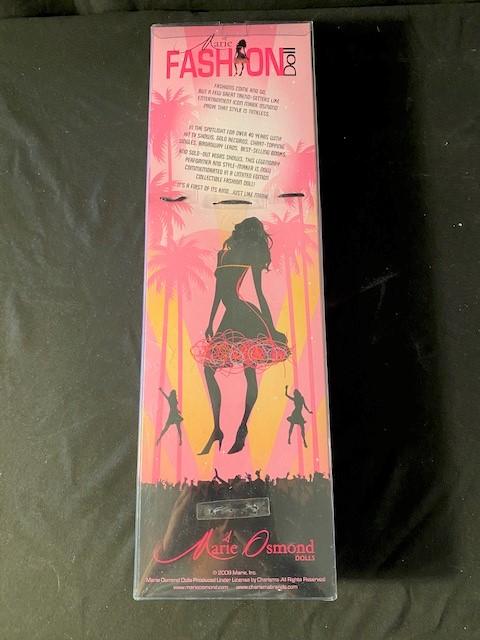 Marie
FASHION Doll
FASHIONS COME AND GO,
BUT A FEW GREAT TREND-SETTERS LIKE
ENTERTAINMENT ICON MARIE OSMOND
PROVE THAT STYLE IS TIMELESS.
IN THE SPOTLIGHT FOR OVER 40 YEARS WITH
HIT TV SHOWS, GOLD RECORDS, CHART-TOPPING
SINGLES, BROADWAY LEADS, BEST-SELLING BOOKS,
AND SOLD-OUT VEGAS SHOWS, THIS LEGENDARY
PERFORMER AND STYLE-MAKER IS NOW
COMMEMORATED IN A LIMITED EDITION
COLLECTIBLE FASHION DOLL!
IT'S A FIRST OF ITS KIND...JUST LIKE MARIE.
Marie Osmond
DOLLS
© 2009 Marie, Inc.
Marie Osmond Dolls Produced Under License by Charisma All Rights Reserved
www.marieosmond.com www.charismabrands.com